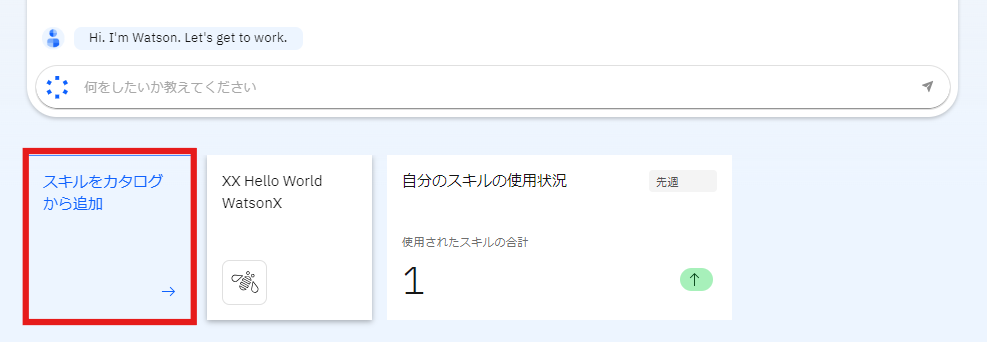 Hi. I'm Watson. Let's get to work.
何をしたいか教えてください
スキルをカタログ
から追加
XX Hello World
WatsonX
自分のスキルの使用状況
先週
使用されたスキルの合計
1